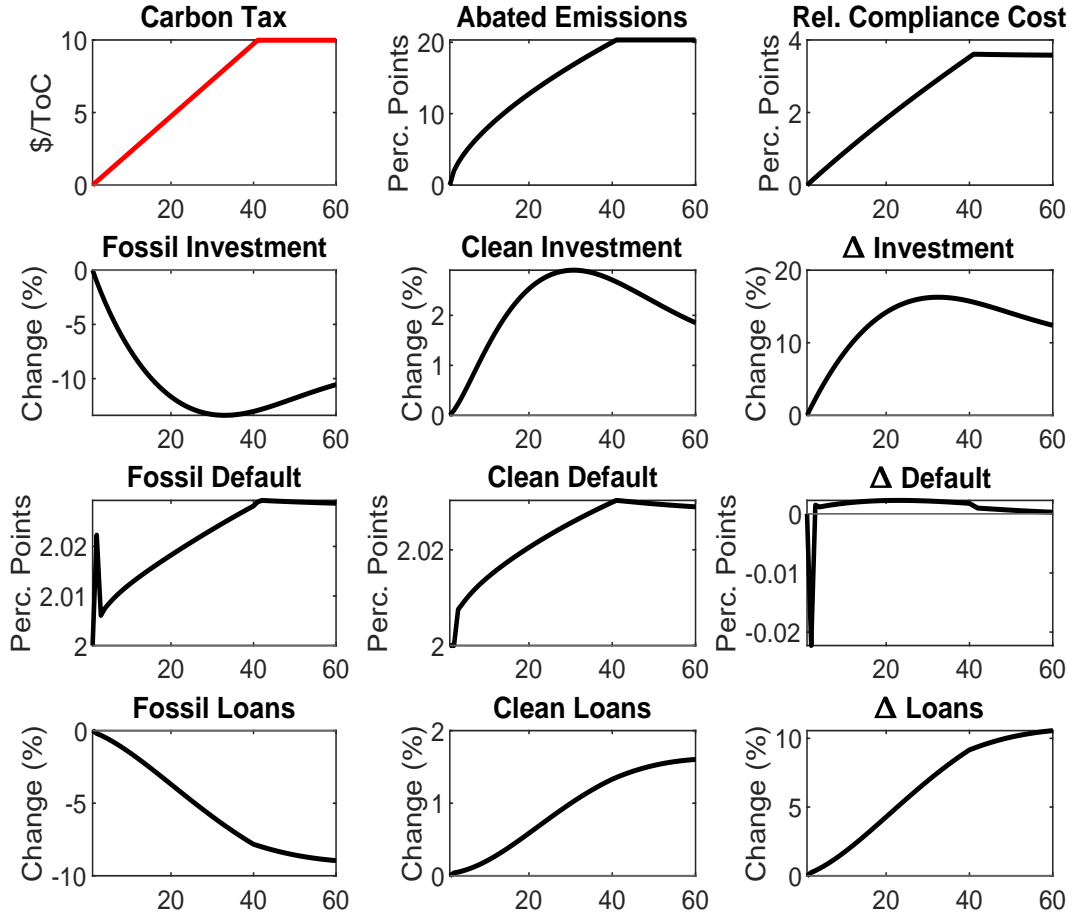 Carbon Tax
Abated Emissions
Rel. Compliance Cost
$/ToC
10
5
0
20 40 60
Perc. Points
20
10
0
20 40 60
Perc. Points
4
2
0
20 40 60
Fossil Investment
Clean Investment
Δ Investment
Change (%)
0
-5
-10
20 40 60
Change (%)
2
1
0
20 40 60
Change (%)
20
10
0
20 40 60
Fossil Default
Clean Default
Δ Default
Perc. Points
2.02
2.01
2
20 40 60
Perc. Points
2.02
2
20 40 60
Perc. Points
0
-0.01
-0.02
20 40 60
Fossil Loans
Clean Loans
Δ Loans
Change (%)
0
-5
-10
20 40 60
Change (%)
2
1
0
20 40 60
Change (%)
10
5
0
20 40 60